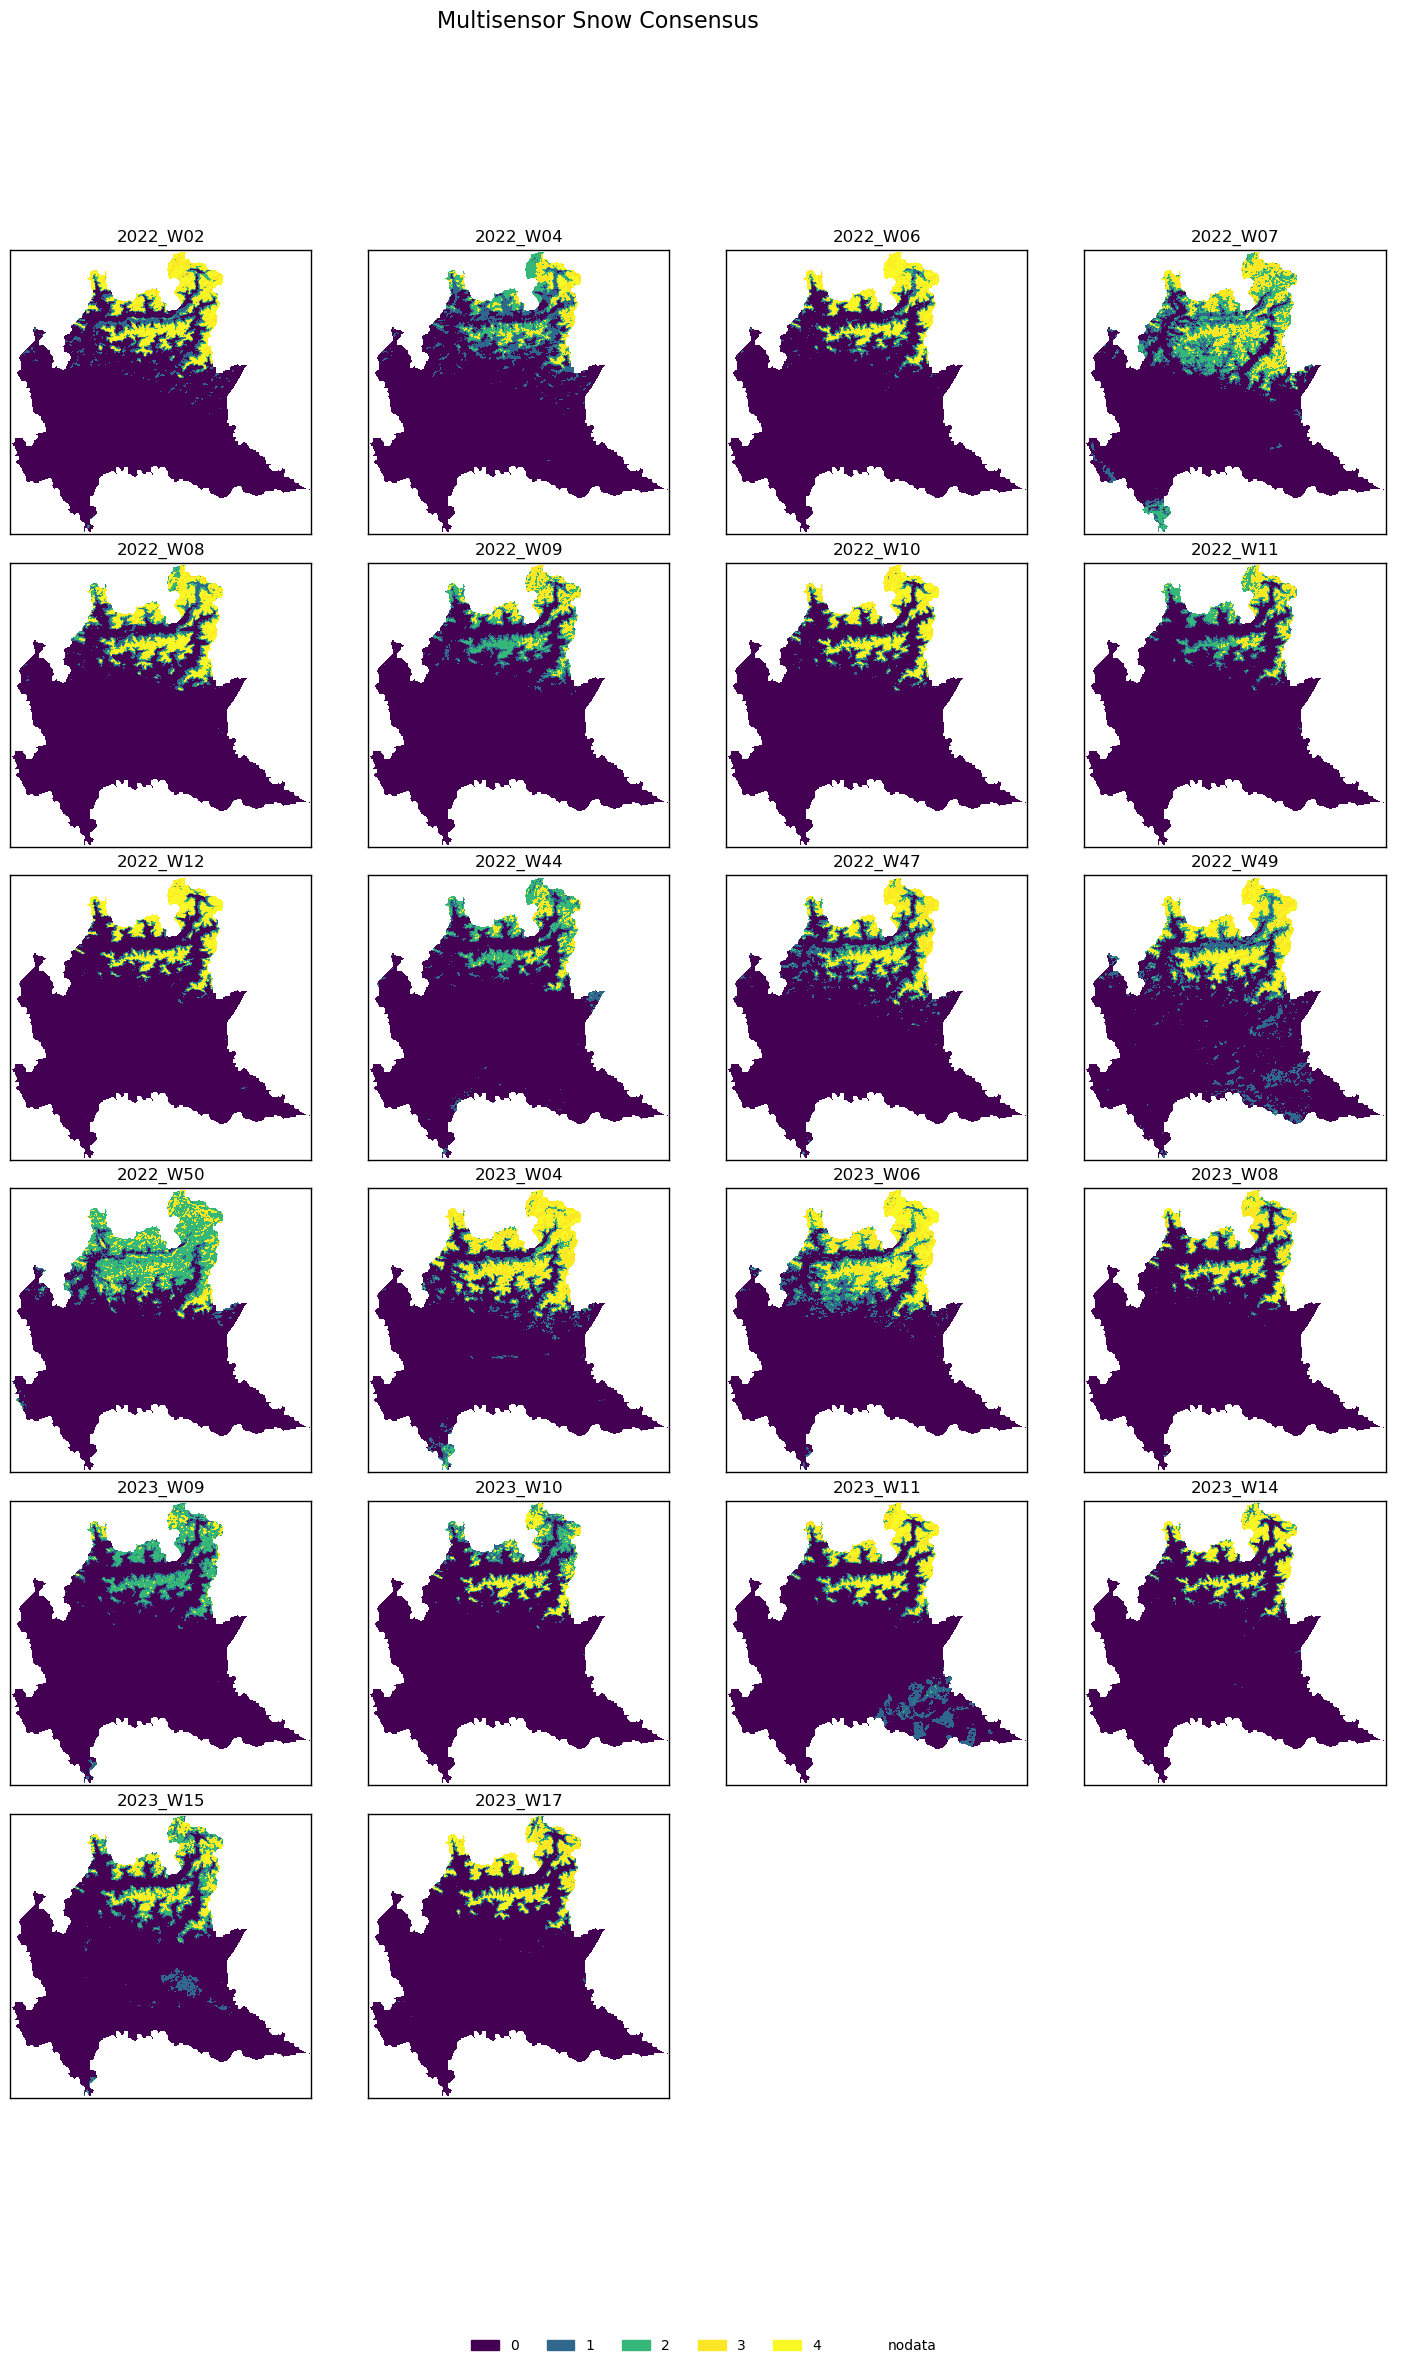 Multisensor Snow Consensus
2022_W02 2022_W04 2022_W06 2022_W07
2022_W08 2022_W09 2022_W10 2022_W11
2022_W12 2022_W44 2022_W47 2022_W49
2022_W50 2023_W04 2023_W06 2023_W08
2023_W09 2023_W10 2023_W11 2023_W14
2023_W15 2023_W17
0 1 2 3 4 nodata